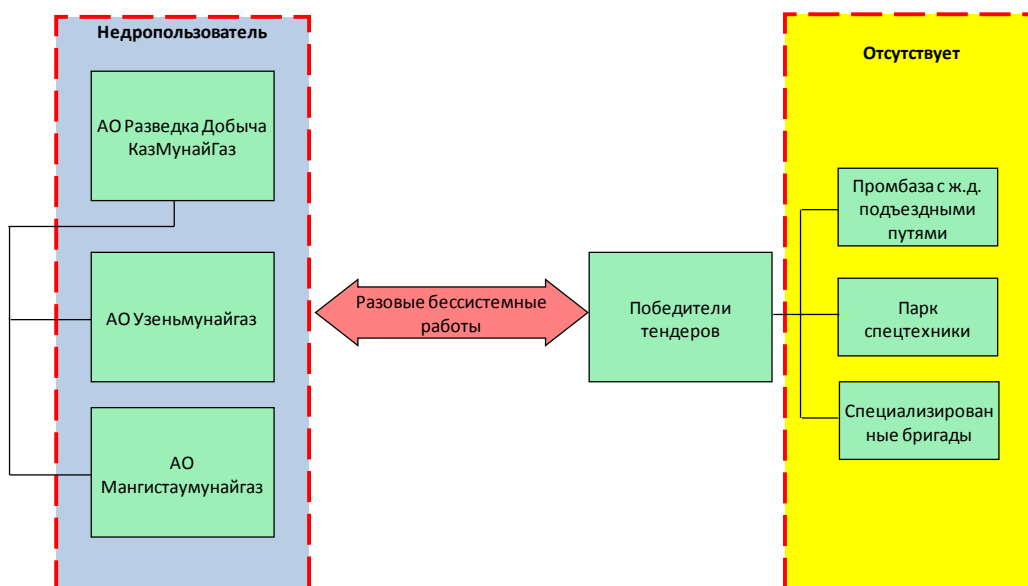 Недропользователь
АО Разведка Добыча
КазМунайГаз
АО Узеньмунайгаз
АО
Мангистаумунайгаз
Разовые бессистемные
работы
Победители
тендеров
Отсутствует
Промбаза с ж.д.
подъездными
путями
Парк
спецтехники
Специализирован
ные бригады